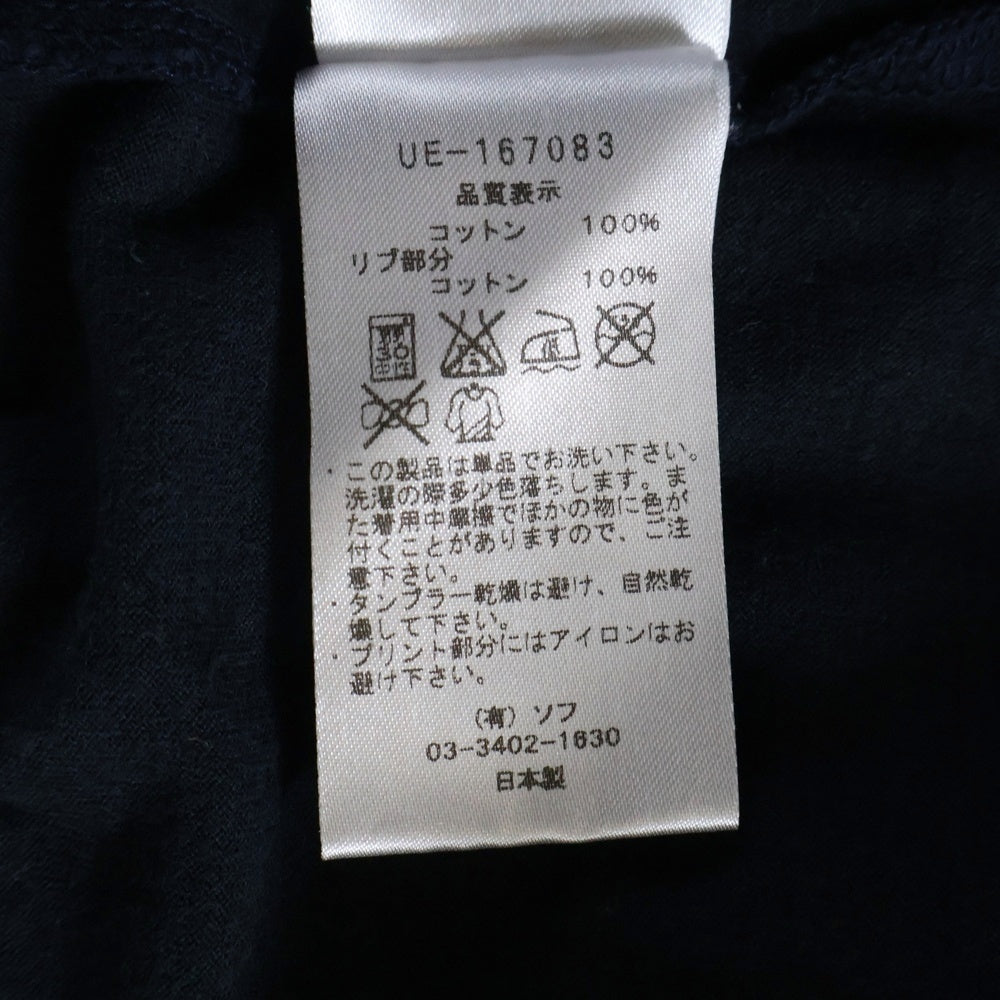 UE-167083
品質表示
コットン 100%
リブ部分
コットン 100%
30
中性
低
・この製品は単品でお洗い下さい。
洗濯の際多少色落ちします。ま
た着用中摩擦でほかの物に色が
付くことがありますので、ご注
意下さい。
・タンブラー乾燥は避け、自然乾
燥して下さい。
・プリント部分にはアイロンはお
避け下さい。
(有)ソフ
03-3402-1630
日本製